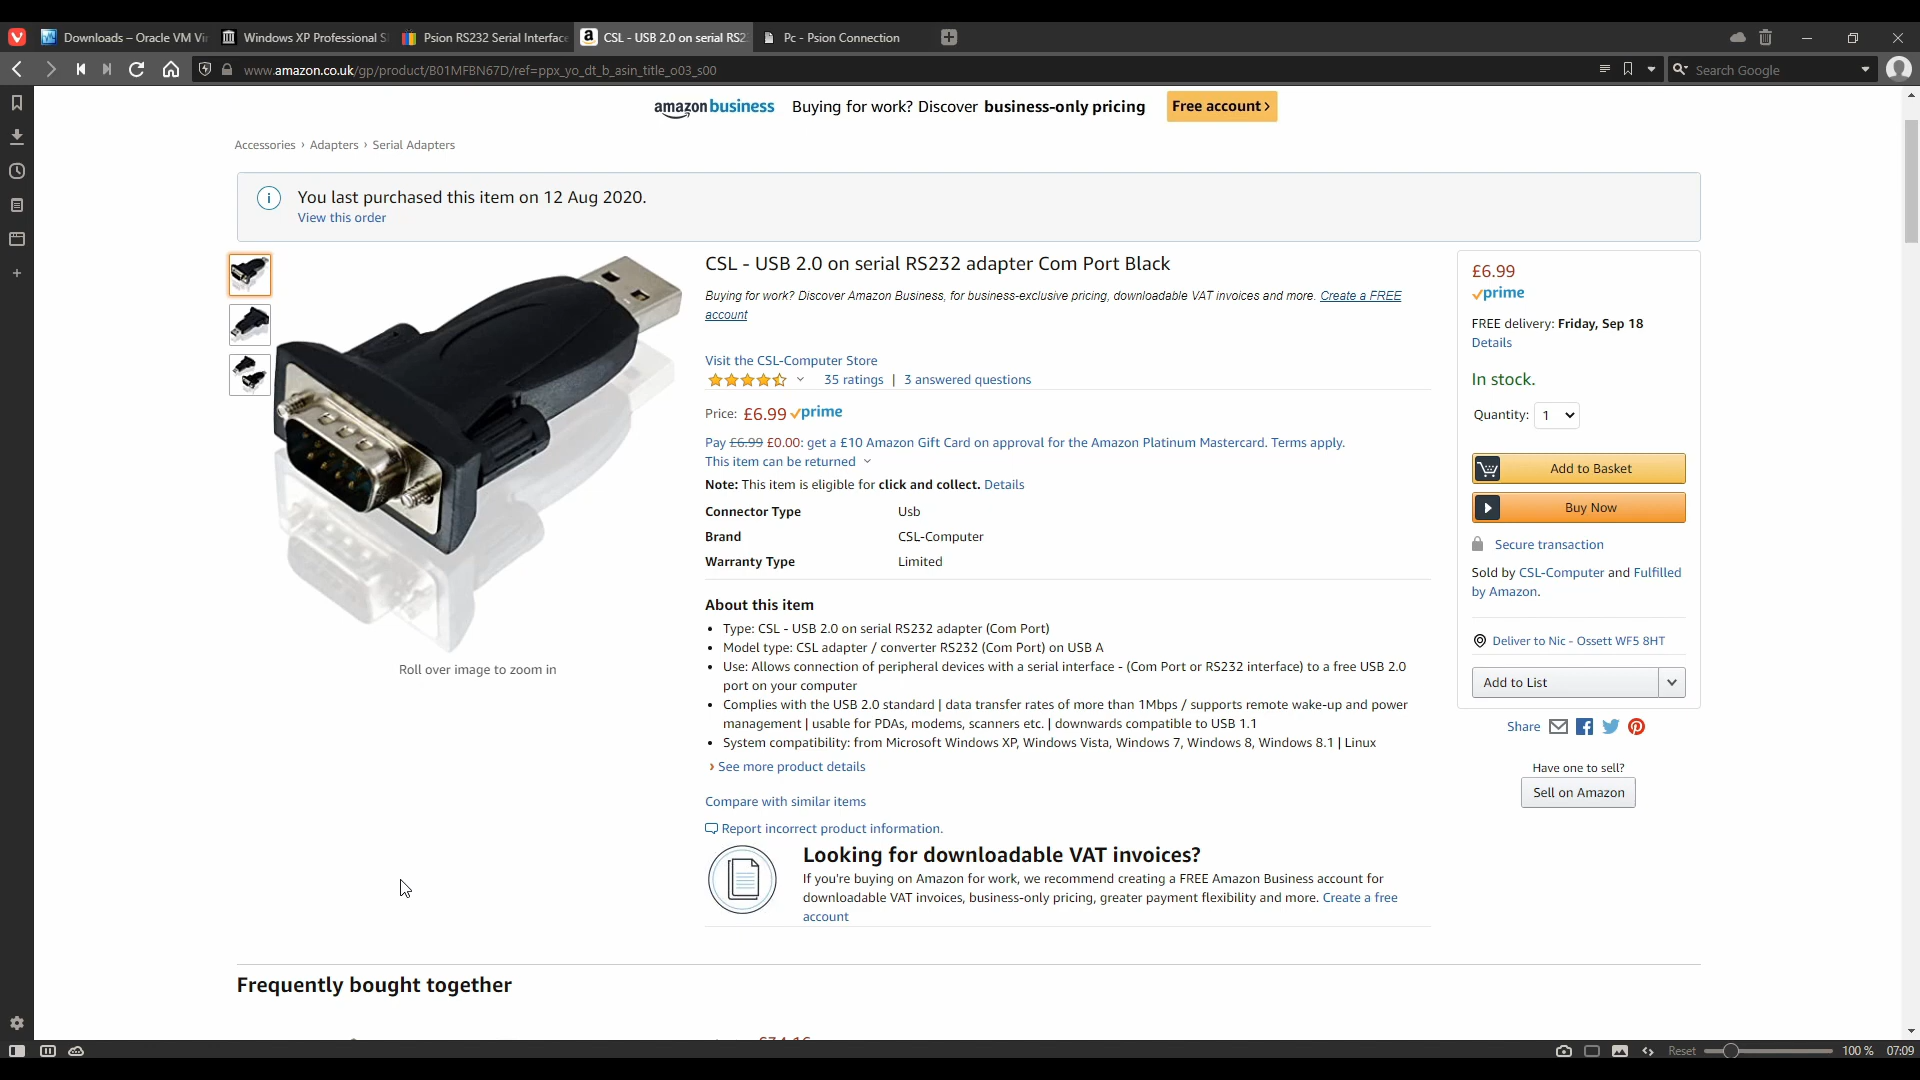 Downloads – Oracle VM Vi
Windows XP Professional S
Psion RS232 Serial Interface
CSL - USB 2.0 on serial RS2
Pc - Psion Connection
www.amazon.co.uk/gp/product/B01MFBN67D/ref=ppx_yo_dt_b_asin_title_o03_s00
Search Google
amazon business Buying for work? Discover business-only pricing Free account ›
Accessories › Adapters › Serial Adapters
You last purchased this item on 12 Aug 2020.
View this order
Roll over image to zoom in
CSL - USB 2.0 on serial RS232 adapter Com Port Black
Buying for work? Discover Amazon Business, for business-exclusive pricing, downloadable VAT invoices and more. Create a FREE
account
Visit the CSL-Computer Store
35 ratings | 3 answered questions
Price: £6.99 prime
Pay £6.99 £0.00: get a £10 Amazon Gift Card on approval for the Amazon Platinum Mastercard. Terms apply.
This item can be returned
Note: This item is eligible for click and collect. Details
Connector Type Usb
Brand CSL-Computer
Warranty Type Limited
About this item
• Type: CSL - USB 2.0 on serial RS232 adapter (Com Port)
• Model type: CSL adapter / converter RS232 (Com Port) on USB A
• Use: Allows connection of peripheral devices with a serial interface - (Com Port or RS232 interface) to a free USB 2.0
port on your computer
• Complies with the USB 2.0 standard | data transfer rates of more than 1Mbps / supports remote wake-up and power
management | usable for PDAs, modems, scanners etc. | downwards compatible to USB 1.1
• System compatibility: from Microsoft Windows XP, Windows Vista, Windows 7, Windows 8, Windows 8.1 | Linux
› See more product details
Compare with similar items
Report incorrect product information.
Looking for downloadable VAT invoices?
If you're buying on Amazon for work, we recommend creating a FREE Amazon Business account for
downloadable VAT invoices, business-only pricing, greater payment flexibility and more. Create a free
account
£6.99
prime
FREE delivery: Friday, Sep 18
Details
In stock.
Quantity: 1
Add to Basket
Buy Now
Secure transaction
Sold by CSL-Computer and Fulfilled
by Amazon.
Deliver to Nic - Ossett WF5 8HT
Add to List
Share
Have one to sell?
Sell on Amazon
Frequently bought together
Reset 100 % 07:09